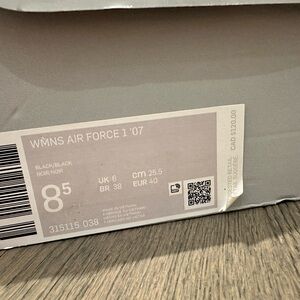 WMNS AIR FORCE 1 '07
BLACK/BLACK
NOIR/NOIR
8.5
UK 6
BR 38
cm 25.5
EUR 40
315115 038
CAD $120.00